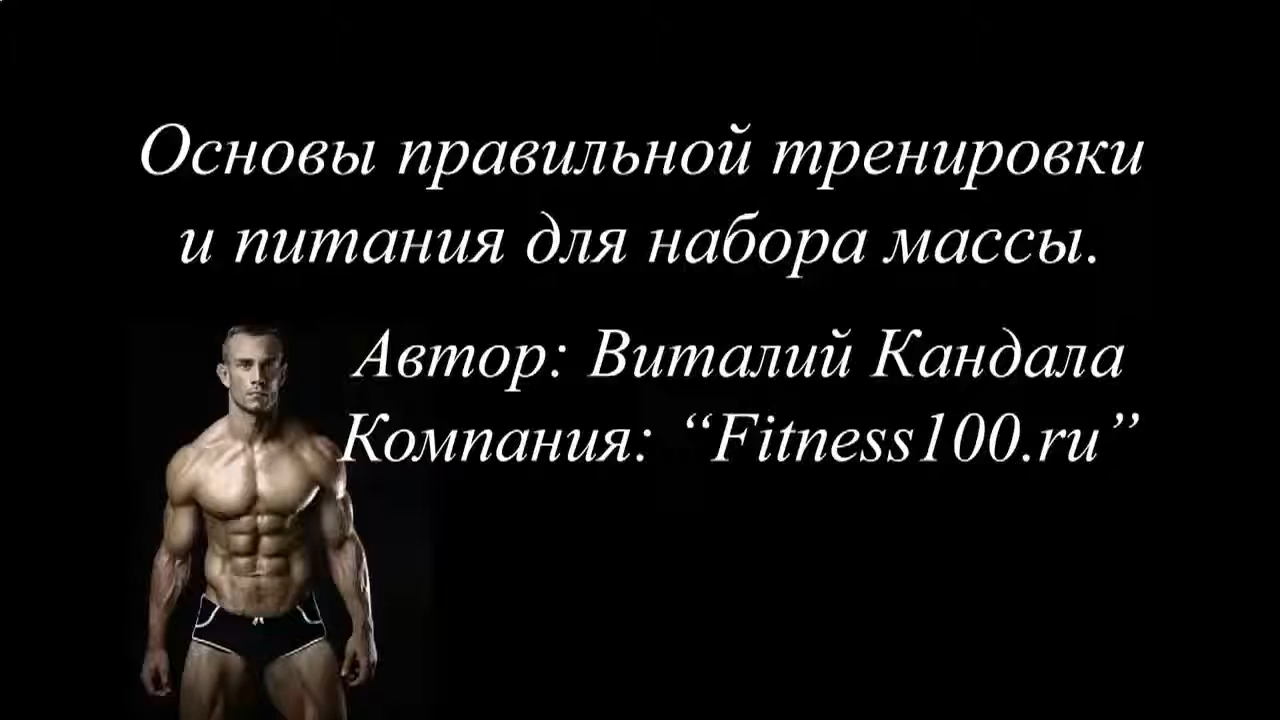 Основы правильной тренировки
и питания для набора массы.
Автор: Виталий Кандала
Компания: “Fitness100.ru”